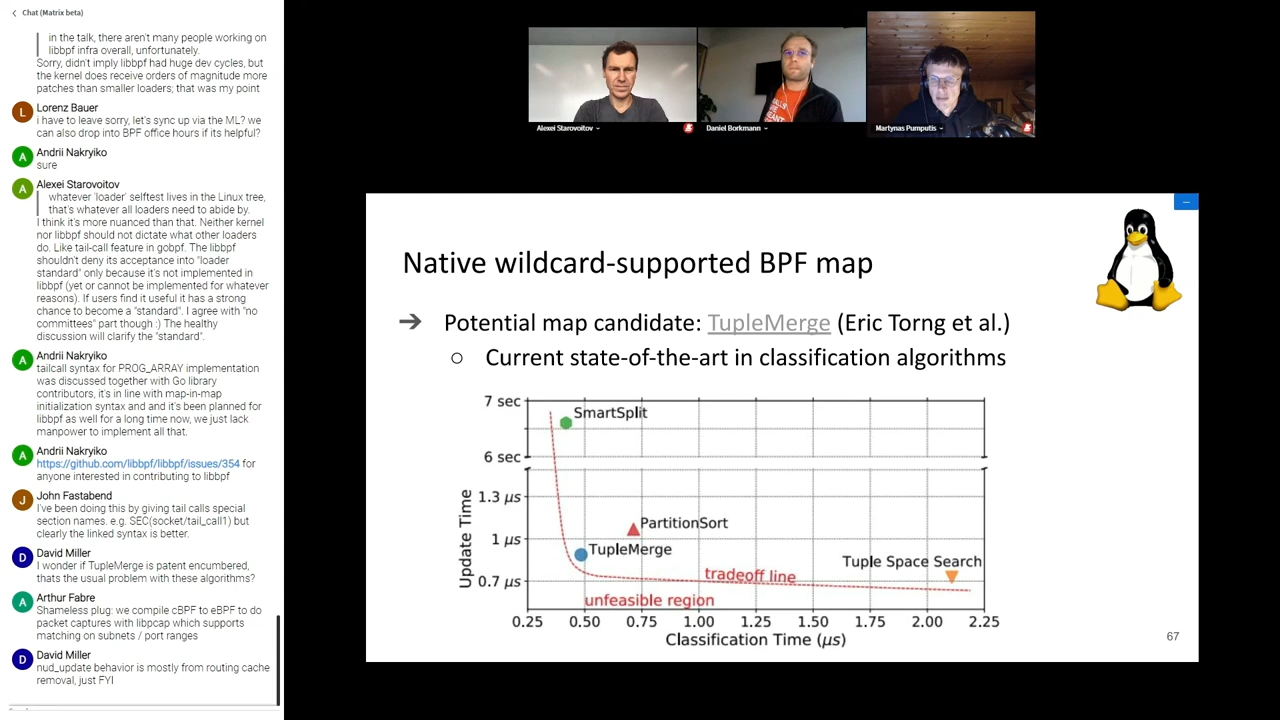 Chat (Matrix beta)
in the talk, there aren't many people working on
libbpf infra overall, unfortunately.
Sorry, didn't imply libbpf had huge dev cycles, but
the kernel does receive orders of magnitude more
patches than smaller loaders; that was my point
L
Lorenz Bauer
i have to leave sorry, let's sync up via the ML? we
can also drop into BPF office hours if its helpful?
A
Andrii Nakryiko
sure
A
Alexei Starovoitov
whatever 'loader' selftest lives in the Linux tree,
that's whatever all loaders need to abide by.
I think it's more nuanced than that. Neither kernel
nor libbpf should not dictate what other loaders
do. Like tail-call feature in gobpf. The libbpf
shouldn't deny its acceptance into "loader
standard" only because it's not implemented in
libbpf (yet or cannot be implemented for whatever
reasons). If users find it useful it has a strong
chance to become a "standard". I agree with "no
committees" part though :) The healthy
discussion will clarify the "standard".
A
Andrii Nakryiko
tailcall syntax for PROG_ARRAY implementation
was discussed together with Go library
contributors, it's in line with map-in-map
initialization syntax and and it's been planned for
libbpf as well for a long time now, we just lack
manpower to implement all that.
A
Andrii Nakryiko
https://github.com/libbpf/libbpf/issues/354 for
anyone interested in contributing to libbpf
J
John Fastabend
I've been doing this by giving tail calls special
section names. e.g. SEC(socket/tail_call1) but
clearly the linked syntax is better.
D
David Miller
I wonder if TupleMerge is patent encumbered,
thats the usual problem with these algorithms?
A
Arthur Fabre
Shameless plug: we compile cBPF to eBPF to do
packet captures with libpcap which supports
matching on subnets / port ranges
D
David Miller
nud_update behavior is mostly from routing cache
removal, just FYI
Alexei Starovoitov
Daniel Borkmann
Martynas Pumputis
Native wildcard-supported BPF map
➔ Potential map candidate: TupleMerge (Eric Torng et al.)
○ Current state-of-the-art in classification algorithms
7 sec
SmartSplit
6 sec
1.3 µs
PartitionSort
1 µs
TupleMerge
Tuple Space Search
tradeoff line
0.7 µs
unfeasible region
Update Time
0.25 0.50 0.75 1.00 1.25 1.50 1.75 2.00 2.25
Classification Time (µs)
67